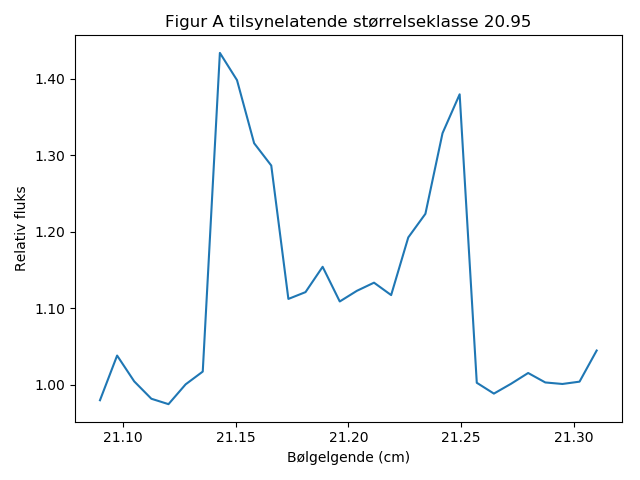 Figur A tilsynelatende størrelseklasse 20.95
1.40
1.30
1.20
1.10
1.00
Relativ fluks
21.10 21.15 21.20 21.25 21.30
Bølgelgende (cm)